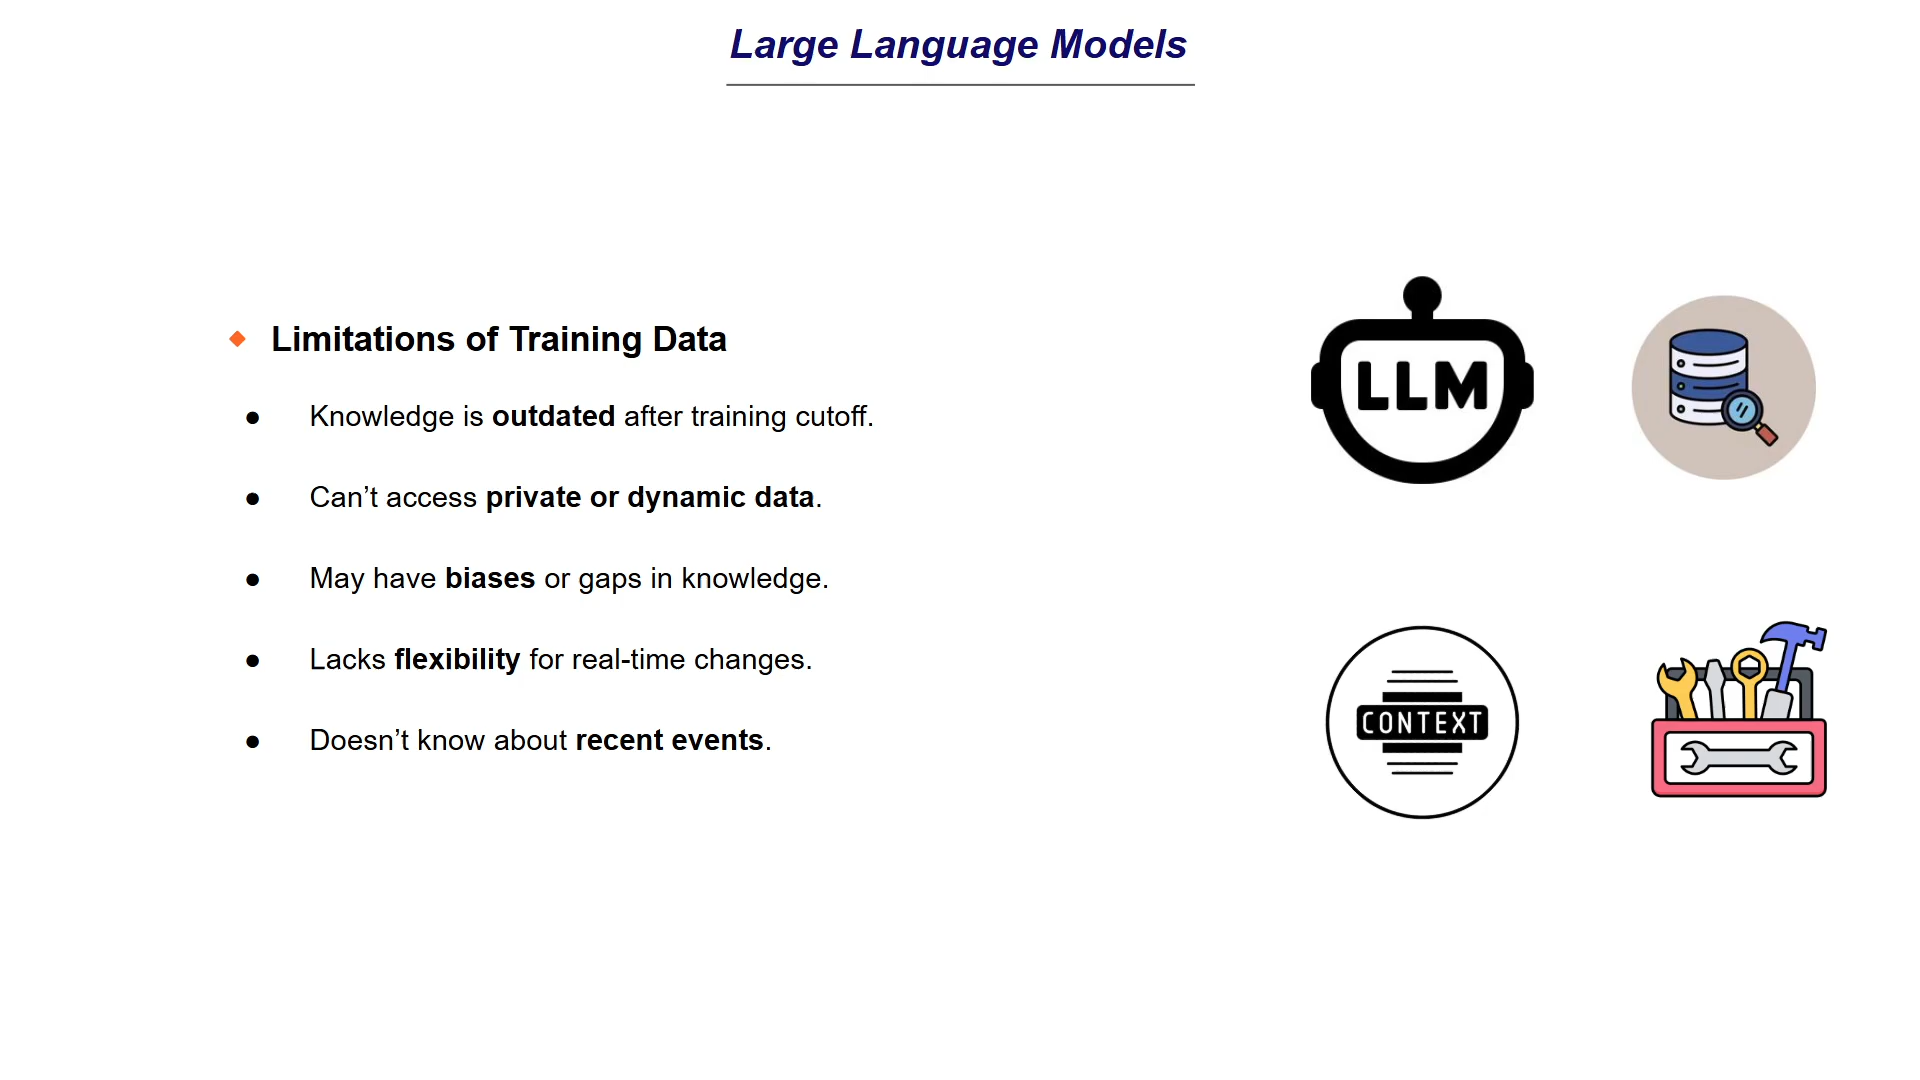 Large Language Models
Limitations of Training Data
● Knowledge is outdated after training cutoff.
● Can’t access private or dynamic data.
● May have biases or gaps in knowledge.
● Lacks flexibility for real-time changes.
● Doesn’t know about recent events.
LLM
CONTEXT